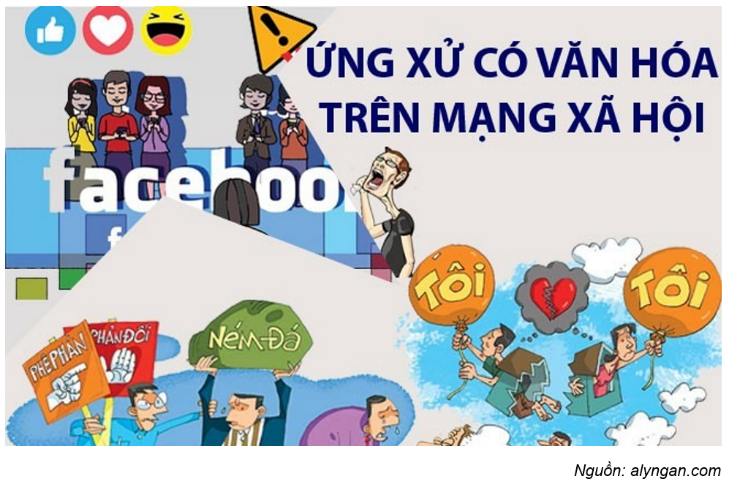 ỨNG XỬ CÓ VĂN HÓA
TRÊN MẠNG XÃ HỘI
facebook
f
TÔI
TÔI
PHÊ PHÁN
PHẢN ĐỐI
NÉM ĐÁ
Nguồn: alyngan.com